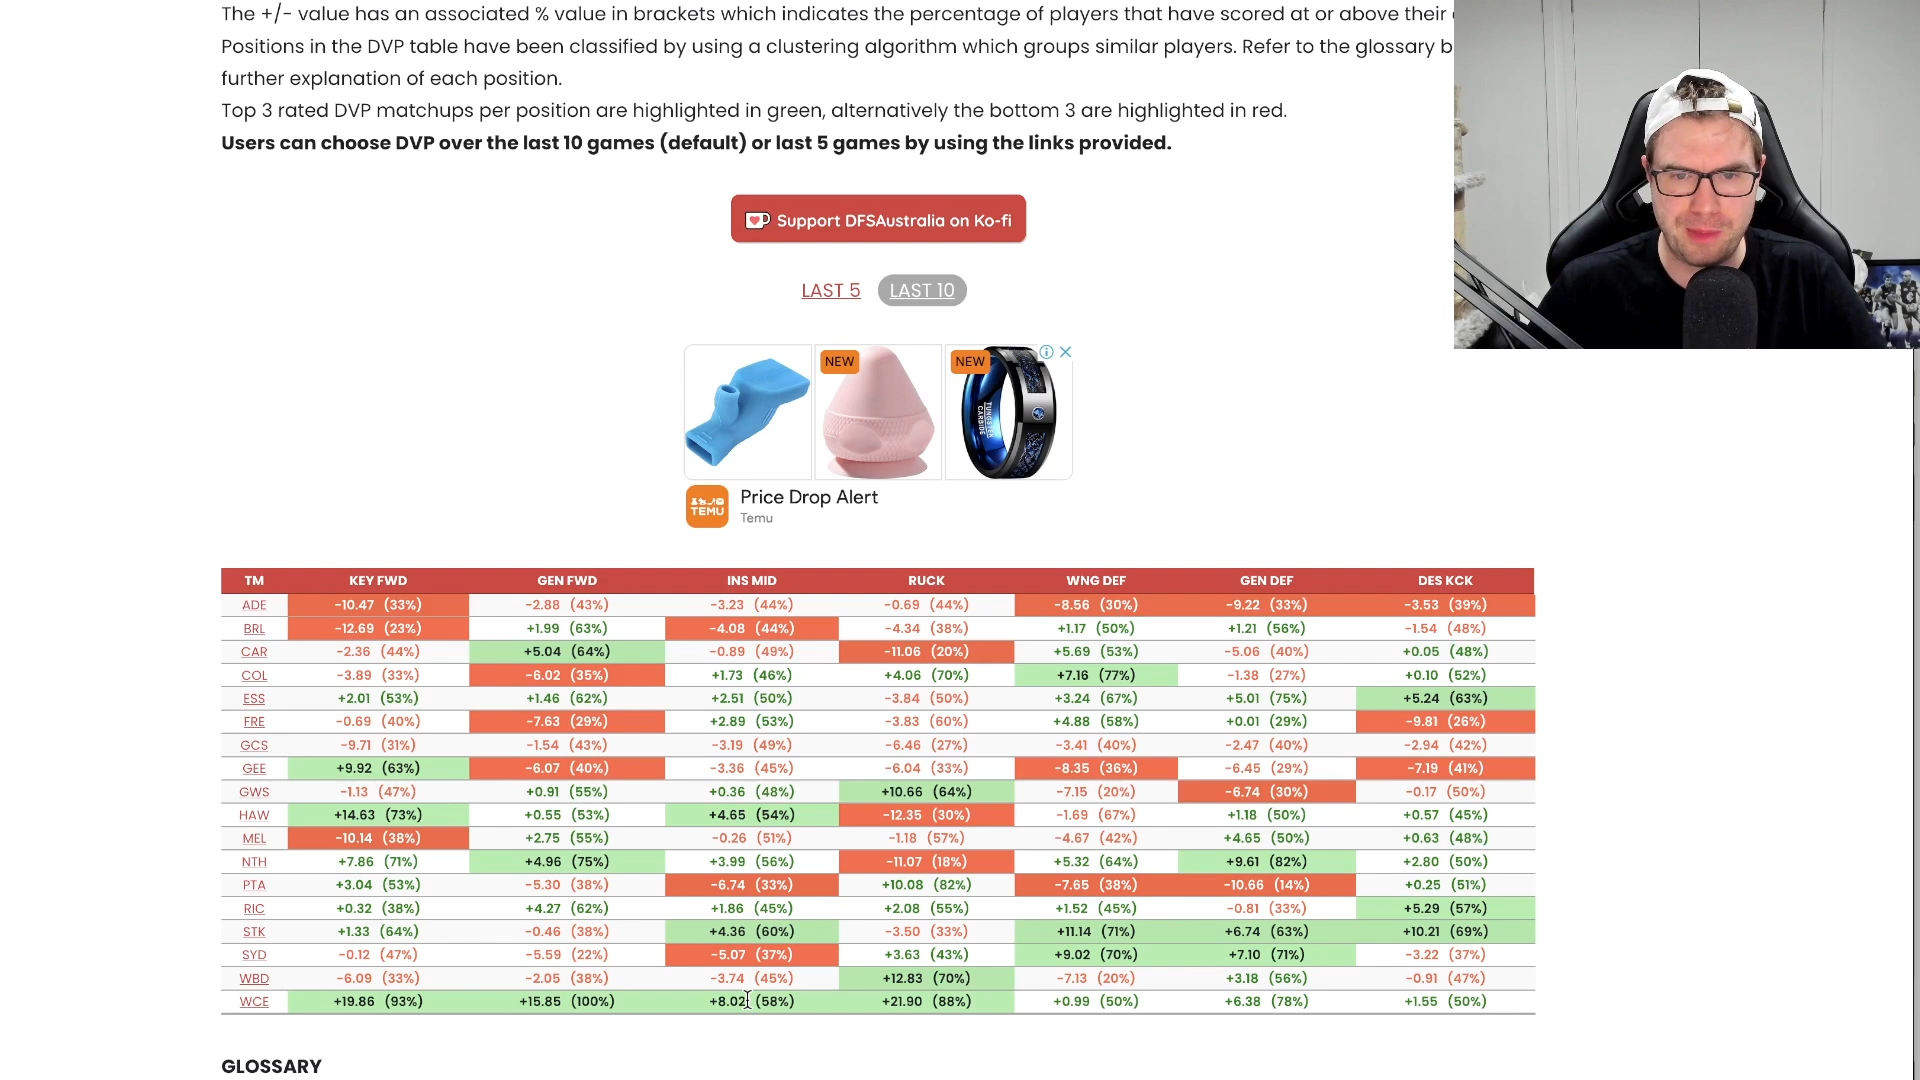 The +/- value has an associated % value in brackets which indicates the percentage of players that have scored at or above their
Positions in the DVP table have been classified by using a clustering algorithm which groups similar players. Refer to the glossary b
further explanation of each position.
Top 3 rated DVP matchups per position are highlighted in green, alternatively the bottom 3 are highlighted in red.
Users can choose DVP over the last 10 games (default) or last 5 games by using the links provided.
Support DFSAustralia on Ko-fi
LAST 5 LAST 10
NEW NEW
TUNGSTEN CARBIDE
TEMU
Price Drop Alert
Temu
TM KEY FWD GEN FWD INS MID RUCK WNG DEF GEN DEF DES KCK
ADE -10.47 (33%) -2.88 (43%) -3.23 (44%) -0.69 (44%) -8.56 (30%) -9.22 (33%) -3.53 (39%)
BRL -12.69 (23%) +1.99 (63%) -4.08 (44%) -4.34 (38%) +1.17 (50%) +1.21 (56%) -1.54 (48%)
CAR -2.36 (44%) +5.04 (64%) -0.89 (49%) -11.06 (20%) +5.69 (53%) -5.06 (40%) +0.05 (48%)
COL -3.89 (33%) -6.02 (35%) +1.73 (46%) +4.06 (70%) +7.16 (77%) -1.38 (27%) +0.10 (52%)
ESS +2.01 (53%) +1.46 (62%) +2.51 (50%) -3.84 (50%) +3.24 (67%) +5.01 (75%) +5.24 (63%)
FRE -0.69 (40%) -7.63 (29%) +2.89 (53%) -3.83 (60%) +4.88 (58%) +0.01 (29%) -9.81 (26%)
GCS -9.71 (31%) -1.54 (43%) -3.19 (49%) -6.46 (27%) -3.41 (40%) -2.47 (40%) -2.94 (42%)
GEE +9.92 (63%) -6.07 (40%) -3.36 (45%) -6.04 (33%) -8.35 (36%) -6.45 (29%) -7.19 (41%)
GWS -1.13 (47%) +0.91 (55%) +0.36 (48%) +10.66 (64%) -7.15 (20%) -6.74 (30%) -0.17 (50%)
HAW +14.63 (73%) +0.55 (53%) +4.65 (54%) -12.35 (30%) -1.69 (67%) +1.18 (50%) +0.57 (45%)
MEL -10.14 (38%) +2.75 (55%) -0.26 (51%) -1.18 (57%) -4.67 (42%) +4.65 (50%) +0.63 (48%)
NTH +7.86 (71%) +4.96 (75%) +3.99 (56%) -11.07 (18%) +5.32 (64%) +9.61 (82%) +2.80 (50%)
PTA +3.04 (53%) -5.30 (38%) -6.74 (33%) +10.08 (82%) -7.65 (38%) -10.66 (14%) +0.25 (51%)
RIC +0.32 (38%) +4.27 (62%) +1.86 (45%) +2.08 (55%) +1.52 (45%) -0.81 (33%) +5.29 (57%)
STK +1.33 (64%) -0.46 (38%) +4.36 (60%) -3.50 (33%) +11.14 (71%) +6.74 (63%) +10.21 (69%)
SYD -0.12 (47%) -5.59 (22%) -5.07 (37%) +3.63 (43%) +9.02 (70%) +7.10 (71%) -3.22 (37%)
WBD -6.09 (33%) -2.05 (38%) -3.74 (45%) +12.83 (70%) -7.13 (20%) +3.18 (56%) -0.91 (47%)
WCE +19.86 (93%) +15.85 (100%) +8.02 (58%) +21.90 (88%) +0.99 (50%) +6.38 (78%) +1.55 (50%)
GLOSSARY